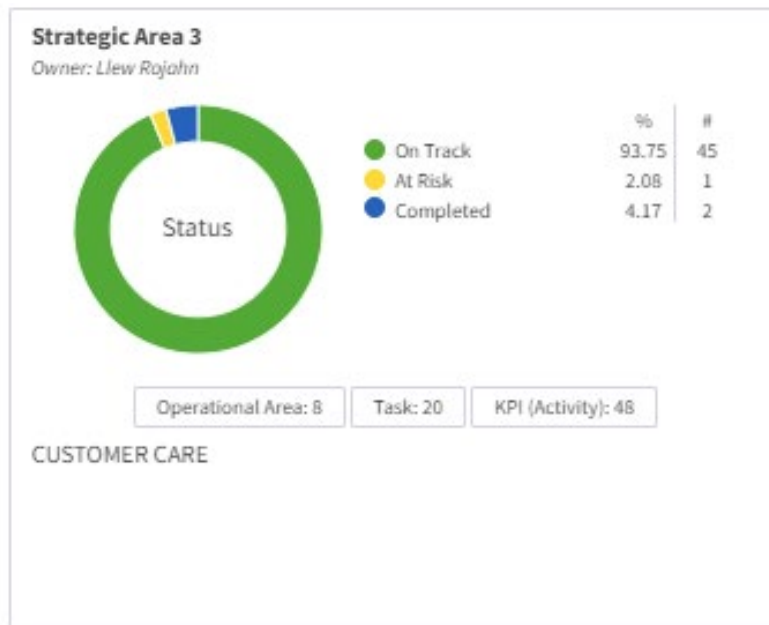 Strategic Area 3
Owner: Llew Rojahn
% #
On Track 93.75 45
At Risk 2.08 1
Completed 4.17 2
Status
Operational Area: 8 Task: 20 KPI (Activity): 48
CUSTOMER CARE